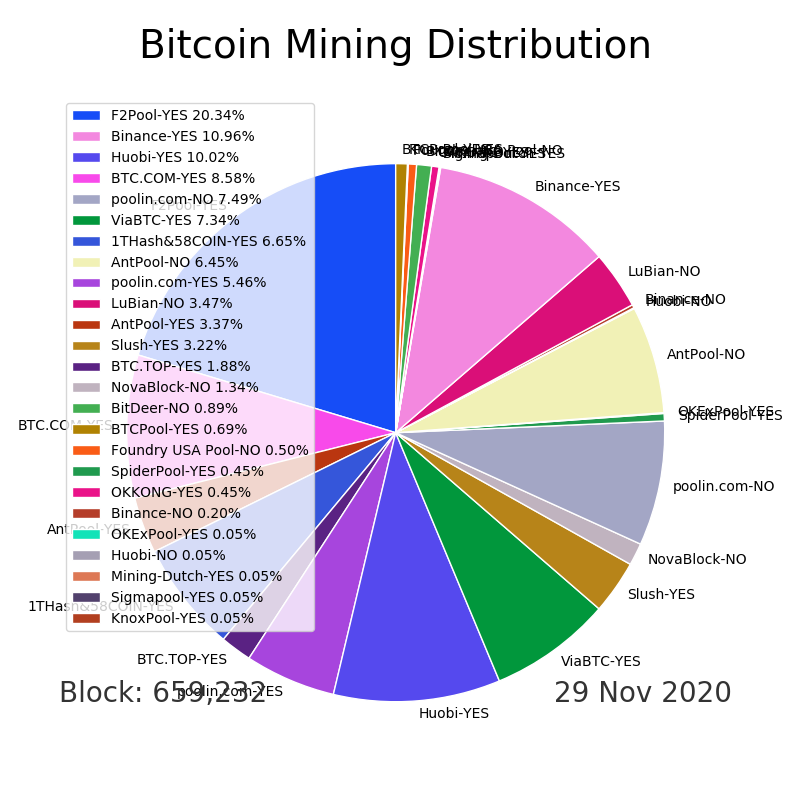 Bitcoin Mining Distribution
F2Pool-YES 20.34%
Binance-YES 10.96%
Huobi-YES 10.02%
BTC.COM-YES 8.58%
poolin.com-NO 7.49%
ViaBTC-YES 7.34%
1THash&58COIN-YES 6.65%
AntPool-NO 6.45%
poolin.com-YES 5.46%
LuBian-NO 3.47%
AntPool-YES 3.37%
Slush-YES 3.22%
BTC.TOP-YES 1.88%
NovaBlock-NO 1.34%
BitDeer-NO 0.89%
BTCPool-YES 0.69%
Foundry USA Pool-NO 0.50%
SpiderPool-YES 0.45%
OKKONG-YES 0.45%
Binance-NO 0.20%
OKExPool-YES 0.05%
Huobi-NO 0.05%
Mining-Dutch-YES 0.05%
Sigmapool-YES 0.05%
KnoxPool-YES 0.05%
Binance-YES
LuBian-NO
Binance-NO
Huobi-NO
AntPool-NO
OKExPool-YES
SpiderPool-YES
poolin.com-NO
NovaBlock-NO
Slush-YES
ViaBTC-YES
Huobi-YES
poolin.com-YES
BTC.TOP-YES
1THash&58COIN-YES
AntPool-YES
BTC.COM-YES
F2Pool-YES
Block: 659,232
29 Nov 2020